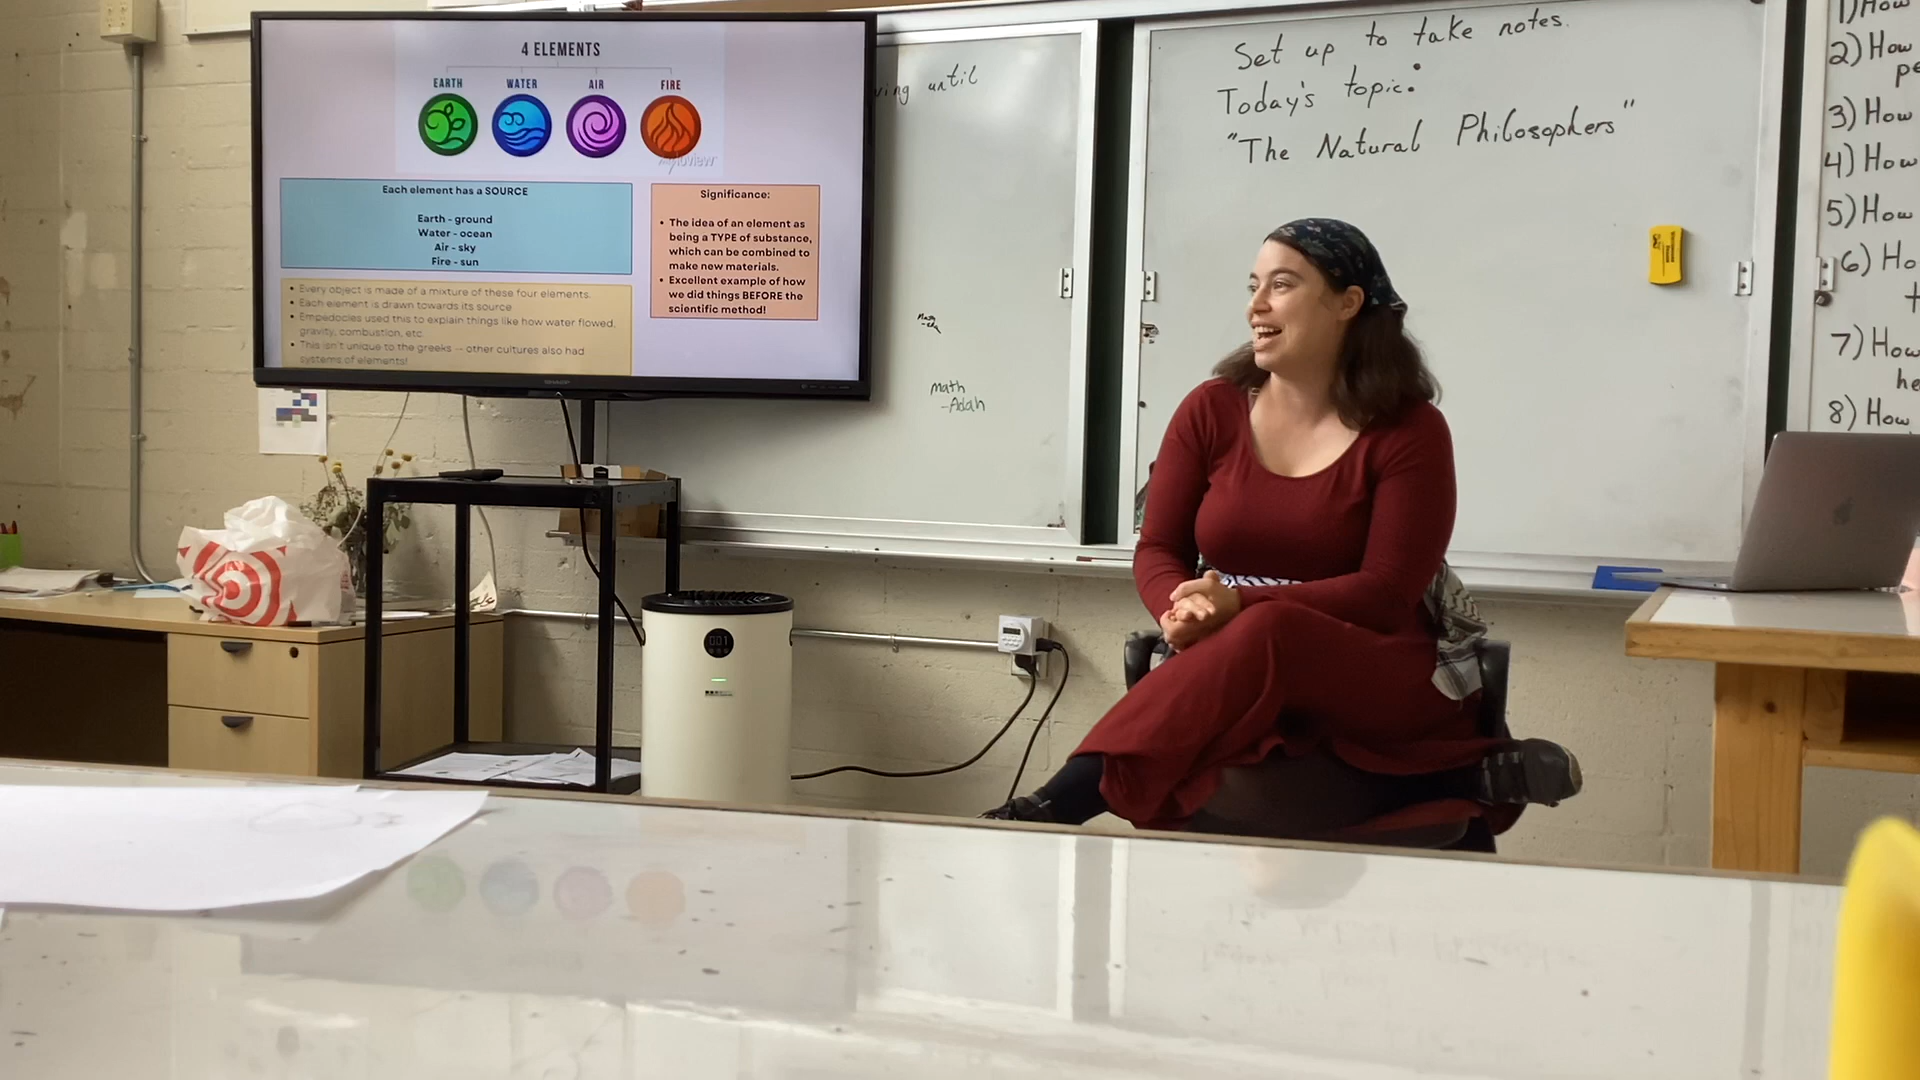 4 ELEMENTS
EARTH WATER AIR FIRE
Each element has a SOURCE
Earth - ground
Water - ocean
Air - sky
Fire - sun
• Every object is made of a mixture of these four elements.
• Each element is drawn towards its source
• Empedocles used this to explain things like how water flowed,
gravity, combustion, etc.
• This isn't unique to the greeks -- other cultures also had
systems of elements!
Significance:
• The idea of an element as
being a TYPE of substance,
which can be combined to
make new materials.
• Excellent example of how
we did things BEFORE the
scientific method!
SHARP
until
math
-Adah
Set up to take notes.
Today's topic:
"The Natural Philosophers"
1) How
2) How
pe
3) How
4) How
5) How
6) Ho
t
7) How
he
8) How
001